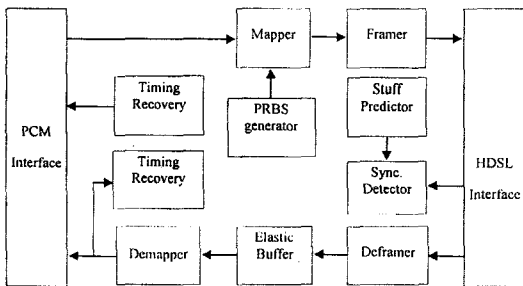 Mapper
Framer
Timing
Recovery
PRBS
generator
Stuff
Predictor
PCM
Interface
Timing
Recovery
Sync.
Detector
HDSL
Interface
Demapper
Elastic
Buffer
Deframer